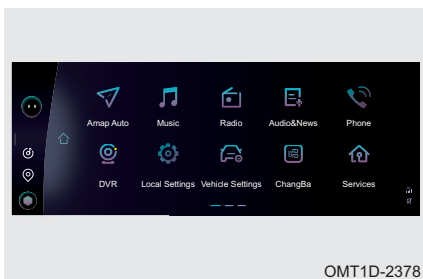 Amap Auto Music Radio Audio&News Phone
DVR Local Settings Vehicle Settings ChangBa Services
OMT1D-2378